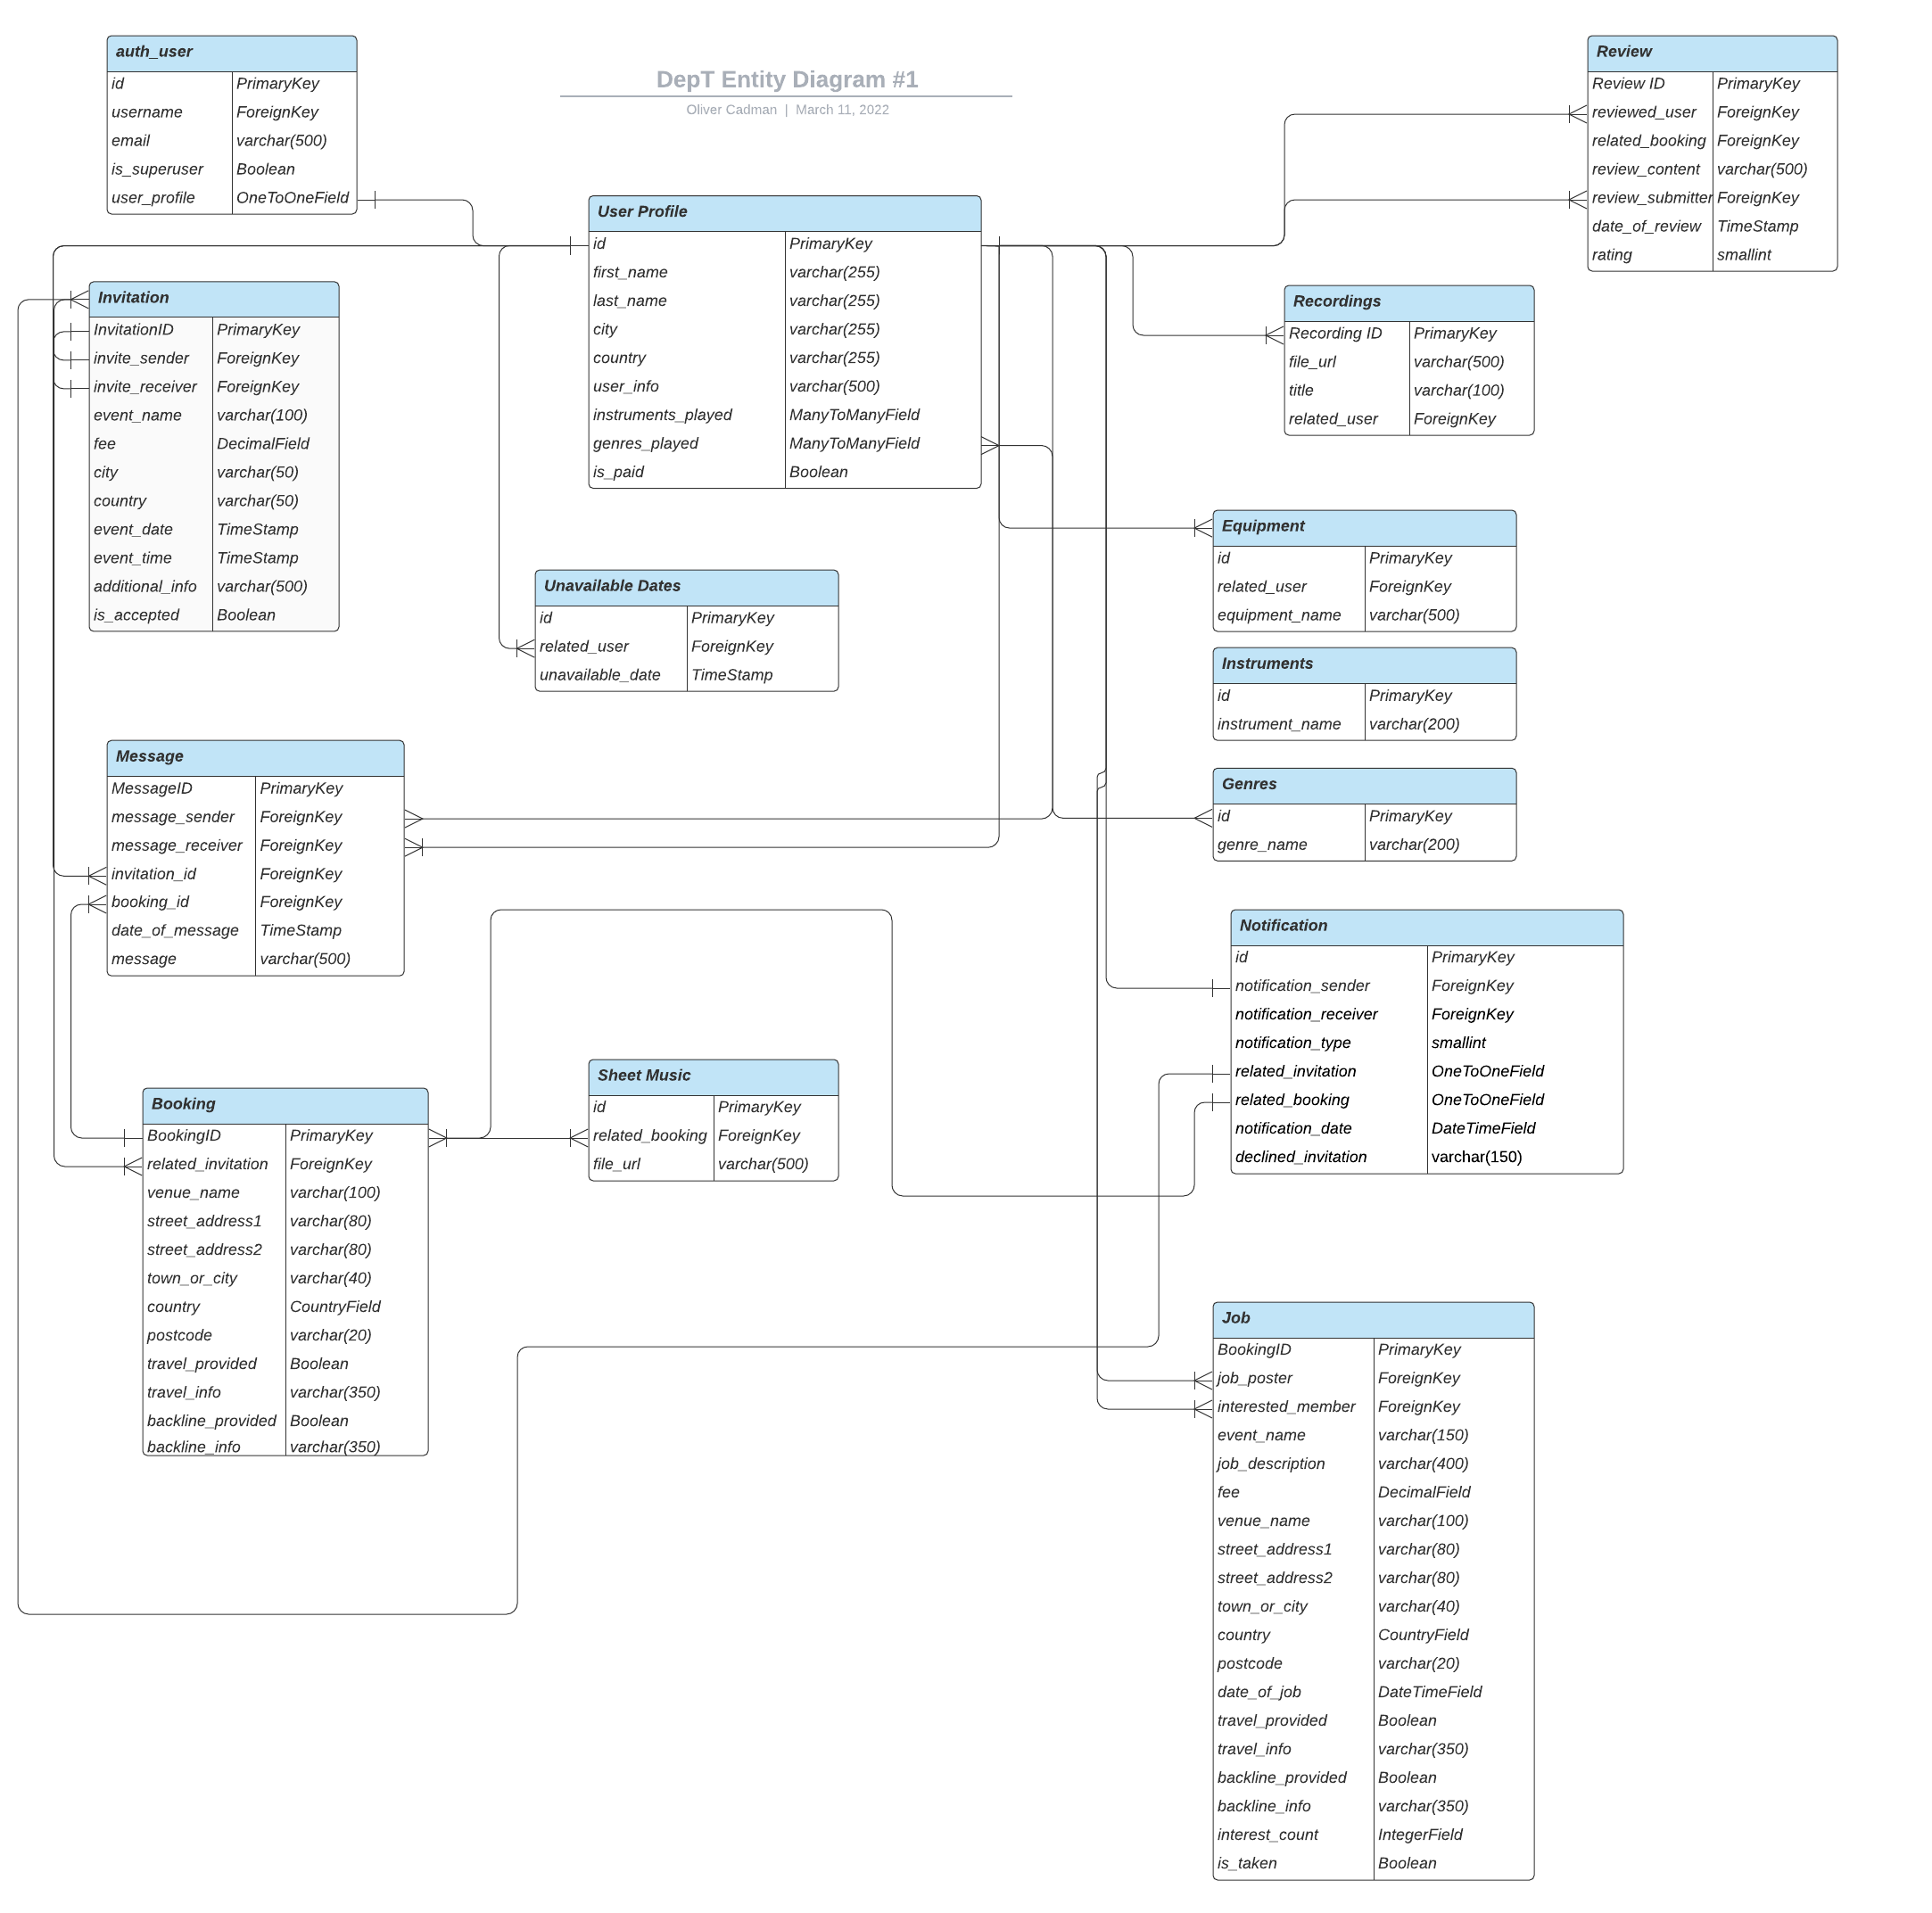 DepT Entity Diagram #1
Oliver Cadman | March 11, 2022
auth_user
id PrimaryKey
username ForeignKey
email varchar(500)
is_superuser Boolean
user_profile OneToOneField
Review
Review ID PrimaryKey
reviewed_user ForeignKey
related_booking ForeignKey
review_content varchar(500)
review_submitter ForeignKey
date_of_review TimeStamp
rating smallint
User Profile
id PrimaryKey
first_name varchar(255)
last_name varchar(255)
city varchar(255)
country varchar(255)
user_info varchar(500)
instruments_played ManyToManyField
genres_played ManyToManyField
is_paid Boolean
Invitation
InvitationID PrimaryKey
invite_sender ForeignKey
invite_receiver ForeignKey
event_name varchar(100)
fee DecimalField
city varchar(50)
country varchar(50)
event_date TimeStamp
event_time TimeStamp
additional_info varchar(500)
is_accepted Boolean
Recordings
Recording ID PrimaryKey
file_url varchar(500)
title varchar(100)
related_user ForeignKey
Equipment
id PrimaryKey
related_user ForeignKey
equipment_name varchar(500)
Unavailable Dates
id PrimaryKey
related_user ForeignKey
unavailable_date TimeStamp
Instruments
id PrimaryKey
instrument_name varchar(200)
Message
MessageID PrimaryKey
message_sender ForeignKey
message_receiver ForeignKey
invitation_id ForeignKey
booking_id ForeignKey
date_of_message TimeStamp
message varchar(500)
Genres
id PrimaryKey
genre_name varchar(200)
Notification
id PrimaryKey
notification_sender ForeignKey
notification_receiver ForeignKey
notification_type smallint
related_invitation OneToOneField
related_booking OneToOneField
notification_date DateTimeField
declined_invitation varchar(150)
Sheet Music
id PrimaryKey
related_booking ForeignKey
file_url varchar(500)
Booking
BookingID PrimaryKey
related_invitation ForeignKey
venue_name varchar(100)
street_address1 varchar(80)
street_address2 varchar(80)
town_or_city varchar(40)
country CountryField
postcode varchar(20)
travel_provided Boolean
travel_info varchar(350)
backline_provided Boolean
backline_info varchar(350)
Job
BookingID PrimaryKey
job_poster ForeignKey
interested_member ForeignKey
event_name varchar(150)
job_description varchar(400)
fee DecimalField
venue_name varchar(100)
street_address1 varchar(80)
street_address2 varchar(80)
town_or_city varchar(40)
country CountryField
postcode varchar(20)
date_of_job DateTimeField
travel_provided Boolean
travel_info varchar(350)
backline_provided Boolean
backline_info varchar(350)
interest_count IntegerField
is_taken Boolean